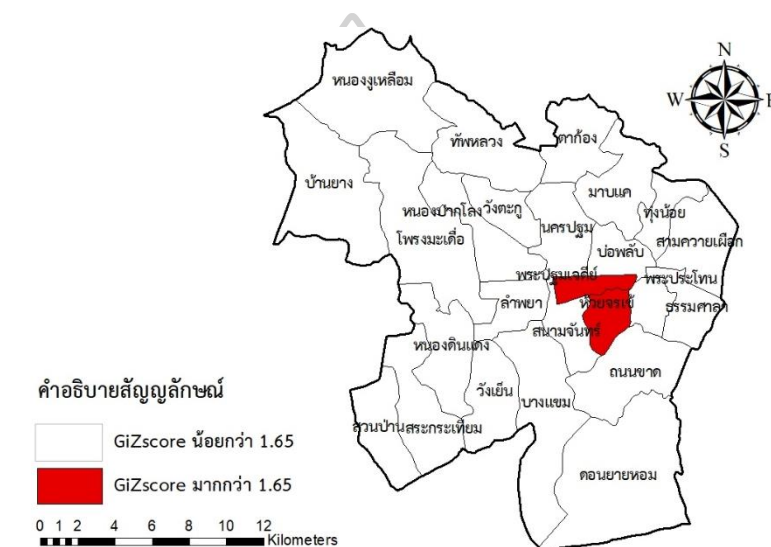 N
หนองงูเหลือม
W
E
ทัพหลวง
ตาก้อง
S
บ้านยาง
มาบแค
หนองปากโลง
วังตะกู
ทุ่งน้อย
นครปฐม
โพรงมะเดื่อ
สามควายเผือก
บ่อพลับ
พระปฐมเจดีย์
พระประโทน
ลำพยา
ห้วยจรเข้
ธรรมศาลา
สนามจันทร์
หนองดินแดง
ถนนขาด
คำอธิบายสัญญลักษณ์
วังเย็น
บางแขม
สวนป่าน
สระกระเทียม
GiZscore น้อยกว่า 1.65
ดอนยายหอม
GiZscore มากกว่า 1.65
0 1 2 4 6 8 10 12
Kilometers